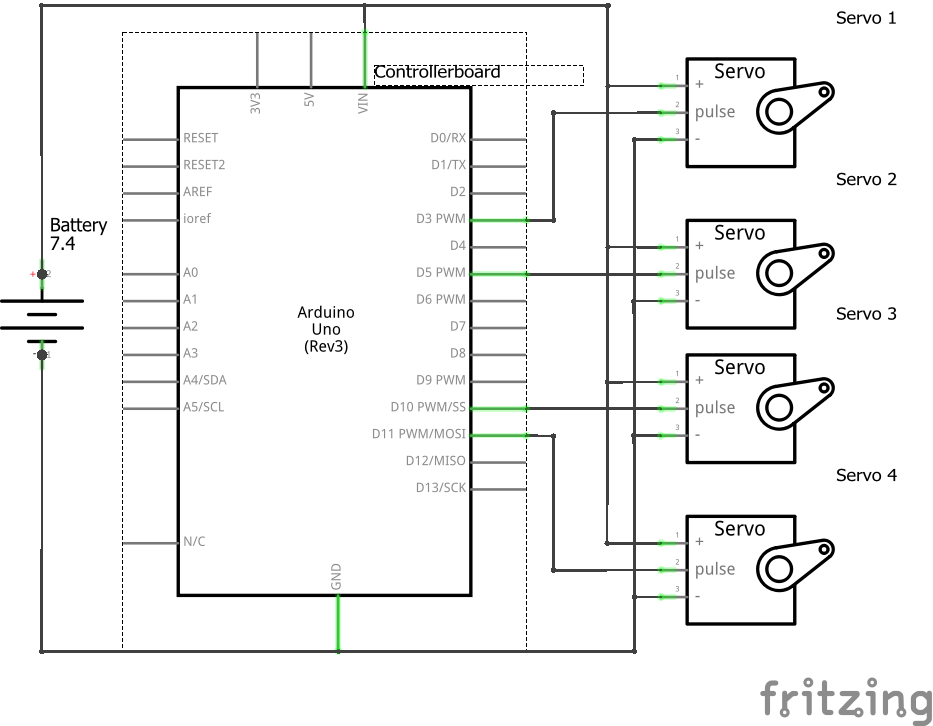 Servo 1
Controllerboard
3V3
5V
VIN
Servo
1
+
2
pulse
3
-
RESET
D0/RX
RESET2
D1/TX
AREF
D2
ioref
D3 PWM
D4
Servo 2
Battery
7.4
+
2
Servo
1
+
2
pulse
3
-
A0
D5 PWM
A1
D6 PWM
A2
D7
A3
D8
A4/SDA
D9 PWM
A5/SCL
D10 PWM/SS
D11 PWM/MOSI
D12/MISO
D13/SCK
Arduino
Uno
(Rev3)
Servo 3
-
1
Servo
1
+
2
pulse
3
-
Servo 4
N/C
GND
Servo
1
+
2
pulse
3
-
fritzing